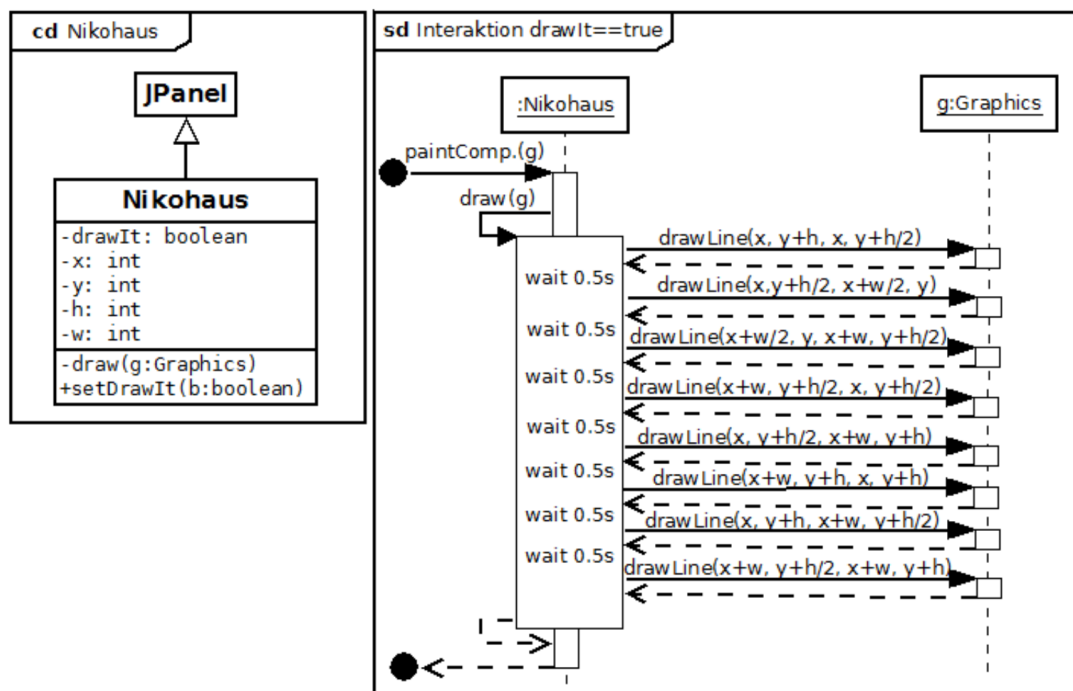 cd Nikohaus
JPanel
Nikohaus
-drawIt: boolean
-x: int
-y: int
-h: int
-w: int
-draw(g:Graphics)
+setDrawIt(b:boolean)
sd Interaktion drawIt==true
:Nikohaus
g:Graphics
paintComp.(g)
draw(g)
drawLine(x, y+h, x, y+h/2)
wait 0.5s
drawLine(x,y+h/2, x+w/2, y)
wait 0.5s
drawLine(x+w/2, y, x+w, y+h/2)
wait 0.5s
drawLine(x+w, y+h/2, x, y+h/2)
wait 0.5s
drawLine(x, y+h/2, x+w, y+h)
wait 0.5s
drawLine(x+w, y+h, x, y+h)
wait 0.5s
drawLine(x, y+h, x+w, y+h/2)
wait 0.5s
drawLine(x+w, y+h/2, x+w, y+h)